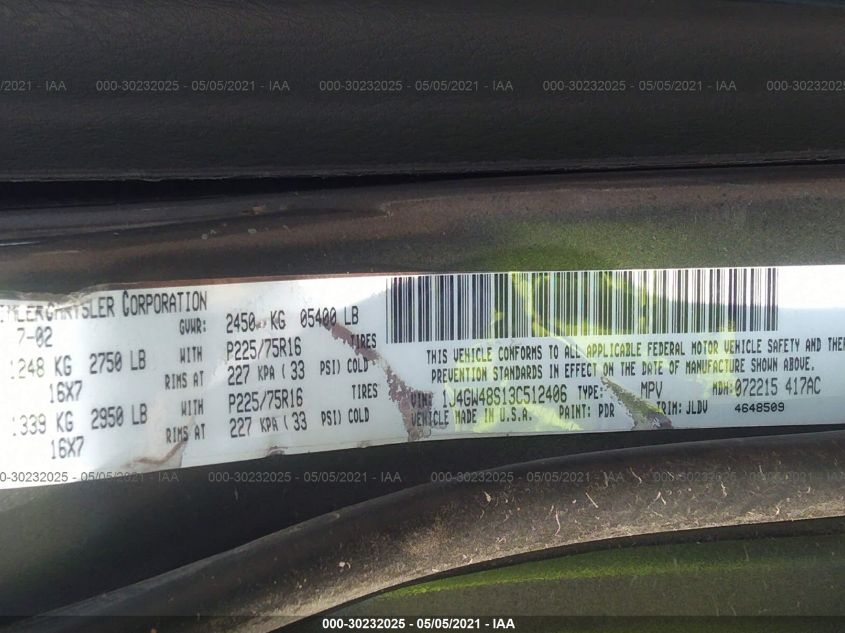 000-30232025 - 05/05/2021 - IAA 000-30232025 - 05/05/2021 - IAA 000-30232025 - 05/05/2021 - IAA
CHRYSLER CORPORATION
7-02
GVWR: 2450 KG 05400 LB
1248 KG 2750 LB WITH P225/75R16 TIRES
16X7 RIMS AT 227 KPA ( 33 PSI) COLD
1339 KG 2950 LB WITH P225/75R16 TIRES
16X7 RIMS AT 230 KPA ( 33 PSI) COLD
THIS VEHICLE CONFORMS TO ALL APPLICABLE FEDERAL MOTOR VEHICLE SAFETY AND
PREVENTION STANDARDS IN EFFECT ON THE DATE OF MANUFACTURE SHOWN ABOVE.
VIN: 1J4GW48S13C512406 TYPE: MPV MDH: 072215 417AC
VEHICLE MADE IN U.S.A. PAINT: PDR TRIM: JLDV 4648509
000-30232025 - 05/05/2021 - IAA 000-30232025 - 05/05/2021 - IAA 000-30232025 - 05/05/2021 - IAA
000-30232025 - 05/05/2021 - IAA